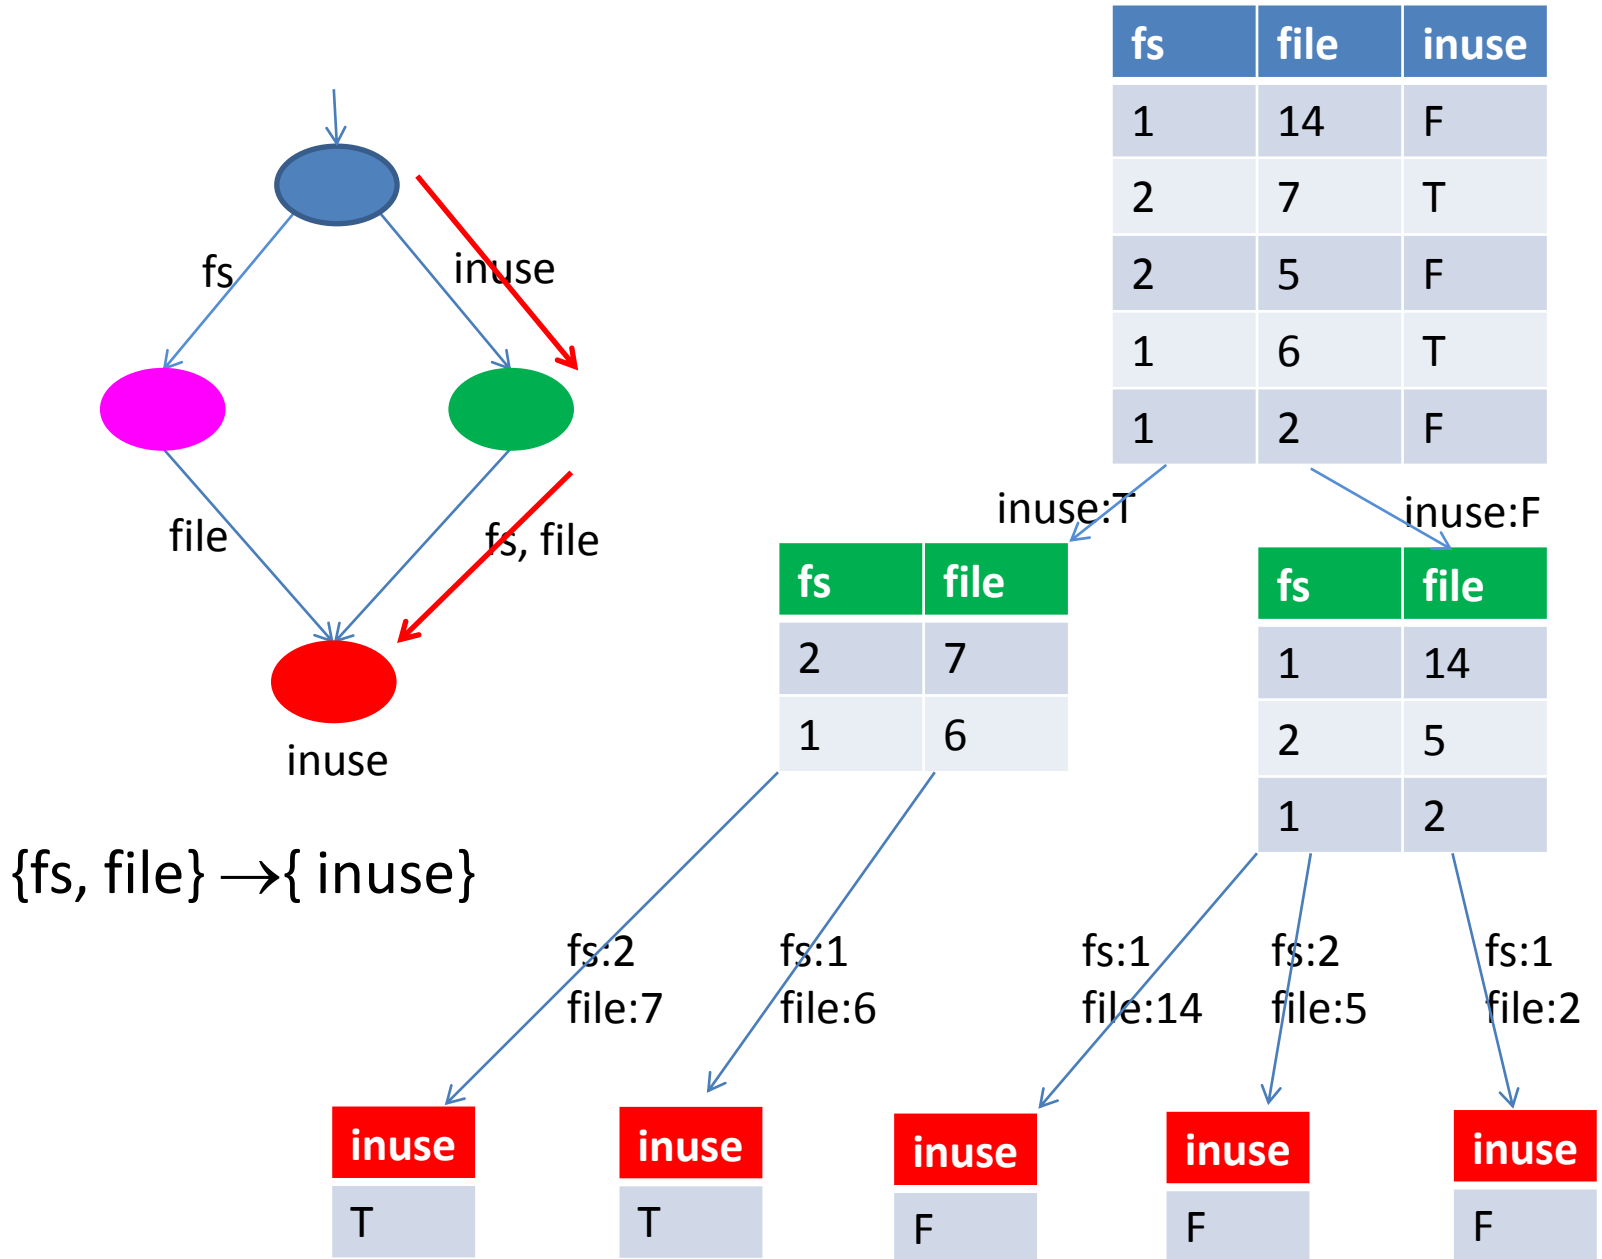 fs file inuse
1 14 F
2 7 T
2 5 F
1 6 T
1 2 F
fs
inuse
file
fs, file
inuse
{fs, file} →{ inuse}
inuse:T
inuse:F
fs file
2 7
1 6
fs file
1 14
2 5
1 2
fs:2
file:7
fs:1
file:6
fs:1
file:14
fs:2
file:5
fs:1
file:2
inuse
T
inuse
T
inuse
F
inuse
F
inuse
F